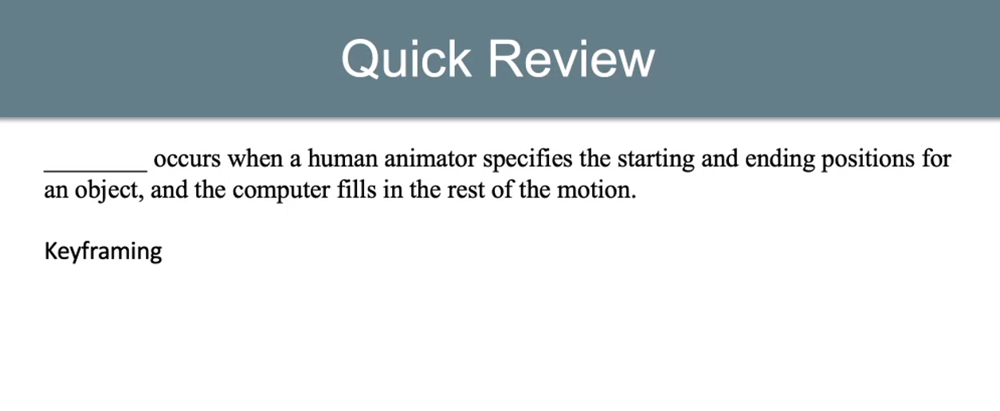 Quick Review
________ occurs when a human animator specifies the starting and ending positions for
an object, and the computer fills in the rest of the motion.
Keyframing